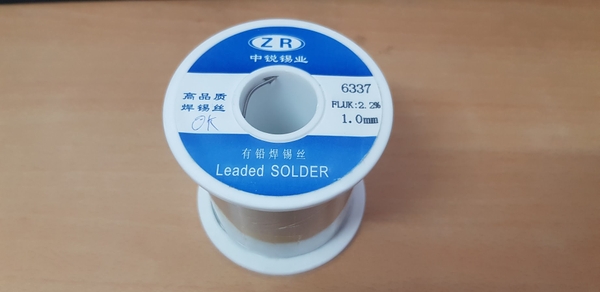 ZR
中锐锡业
高品质
焊锡丝
OK
6337
FLUK:2.2%
1.0mm
有铅焊锡丝
Leaded SOLDER